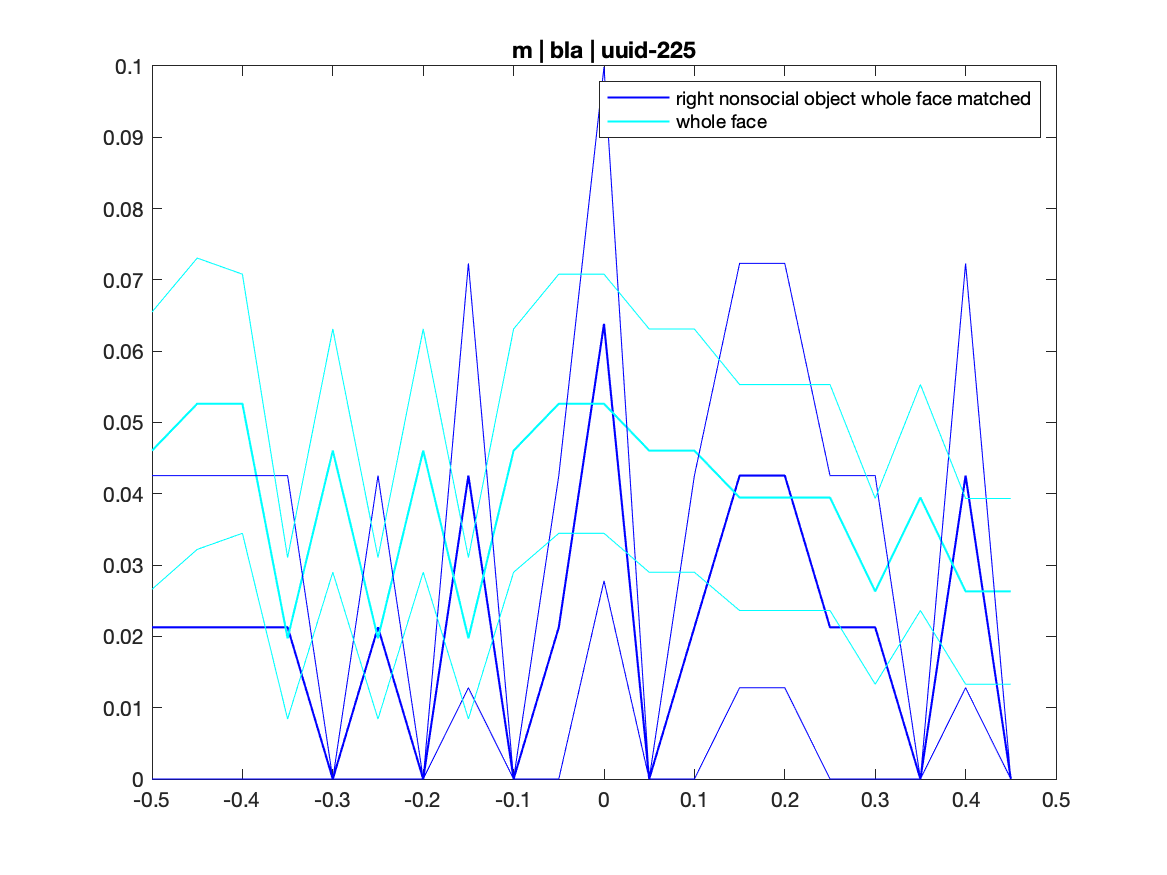 m | bla | uuid-225
right nonsocial object whole face matched
whole face
0.1
0.09
0.08
0.07
0.06
0.05
0.04
0.03
0.02
0.01
0
-0.5 -0.4 -0.3 -0.2 -0.1 0 0.1 0.2 0.3 0.4 0.5